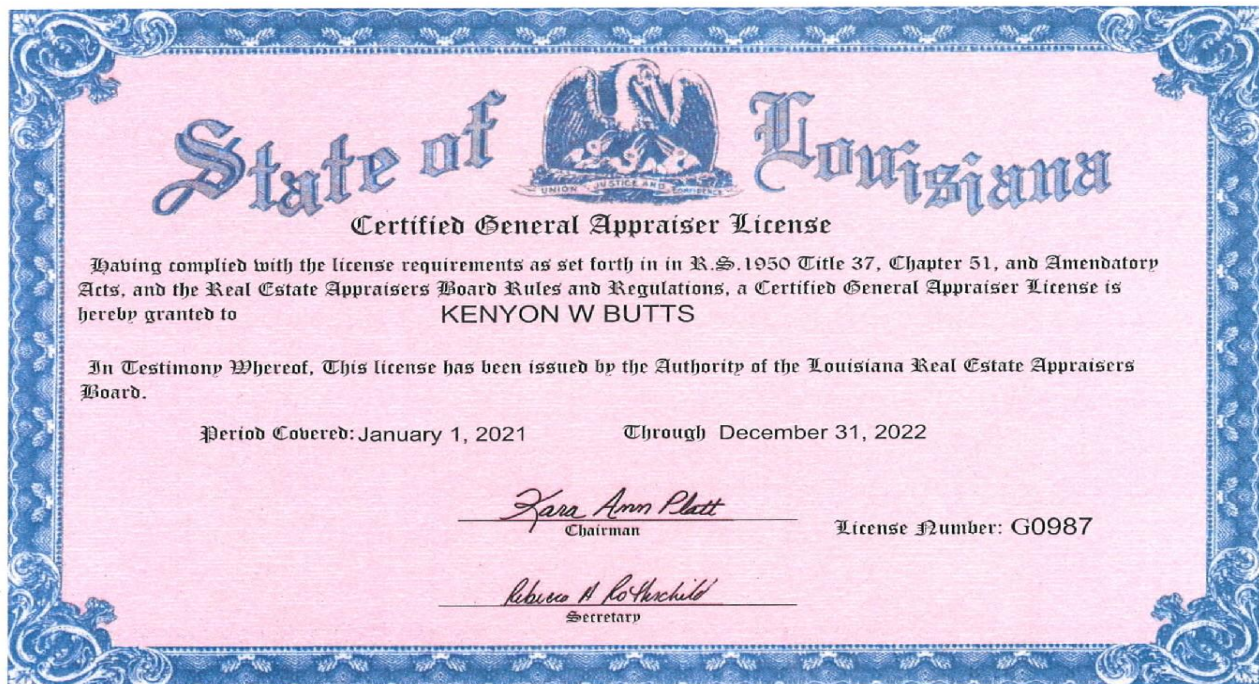 State of Louisiana
UNION JUSTICE AND CONFIDENCE
Certified General Appraiser License
Having complied with the license requirements as set forth in in R.S.1950 Title 37, Chapter 51, and Amendatory
Acts, and the Real Estate Appraisers Board Rules and Regulations, a Certified General Appraiser License is
hereby granted to KENYON W BUTTS
In Testimony Whereof, This license has been issued by the Authority of the Louisiana Real Estate Appraisers
Board.
Period Covered: January 1, 2021 Through December 31, 2022
Kara Ann Platt
Chairman
License Number: G0987
Rebecca A Rothschild
Secretary